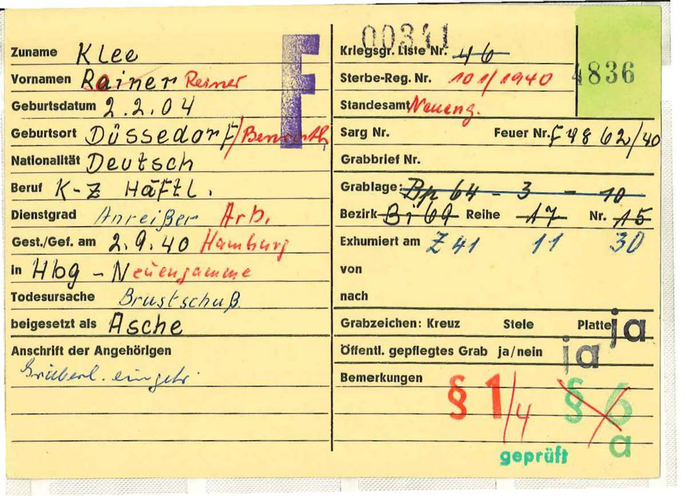 Zuname Klee
Vornamen Rainer Reiner
Geburtsdatum 2.2.04
Geburtsort Düssedorf/Benrath
Nationalität Deutsch
Beruf K-Z Häftl.
Dienstgrad Anreißer Arb.
Gest./Gef. am 2.9.40 Hamburg
in Hbg - Neuengamme
Todesursache Brustschuß
beigesetzt als Asche
Anschrift der Angehörigen
F
00341
Kriegsgr. Liste Nr. 46
4836
Sterbe-Reg. Nr. 101/1940
Standesamt Neueng.
Sarg Nr. Feuer Nr. F 4862/40
Grabbrief Nr.
Grablage: Bp 64 - 3 - 10
Bezirk Bi 69 Reihe 17 Nr. 15
Exhumiert am Z 41 11 30
von
nach
Grabzeichen: Kreuz Stele Platte ja
Öffentl. gepflegtes Grab ja/nein ja
Bemerkungen
§ 1/4 § 6
a
geprüft